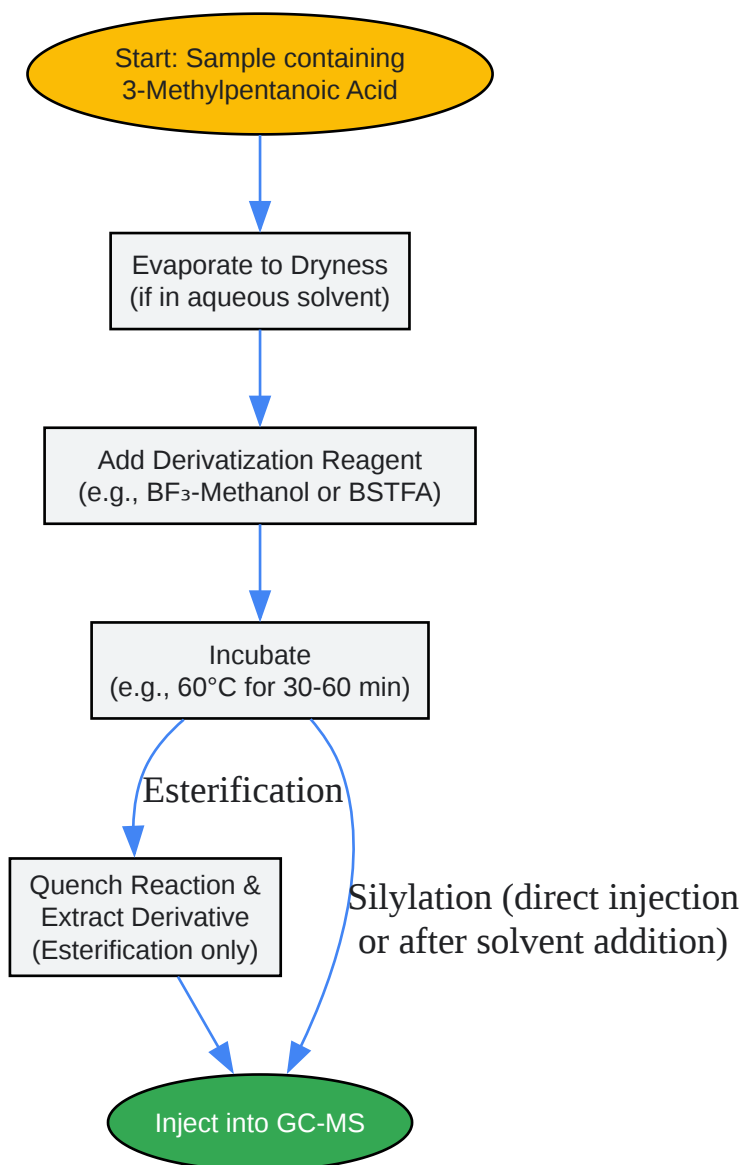 Start: Sample containing
3-Methylpentanoic Acid
Evaporate to Dryness
(if in aqueous solvent)
Add Derivatization Reagent
(e.g., BF₃-Methanol or BSTFA)
Incubate
(e.g., 60°C for 30-60 min)
Esterification
Quench Reaction &
Extract Derivative
(Esterification only)
Silylation (direct injection
or after solvent addition)
Inject into GC-MS